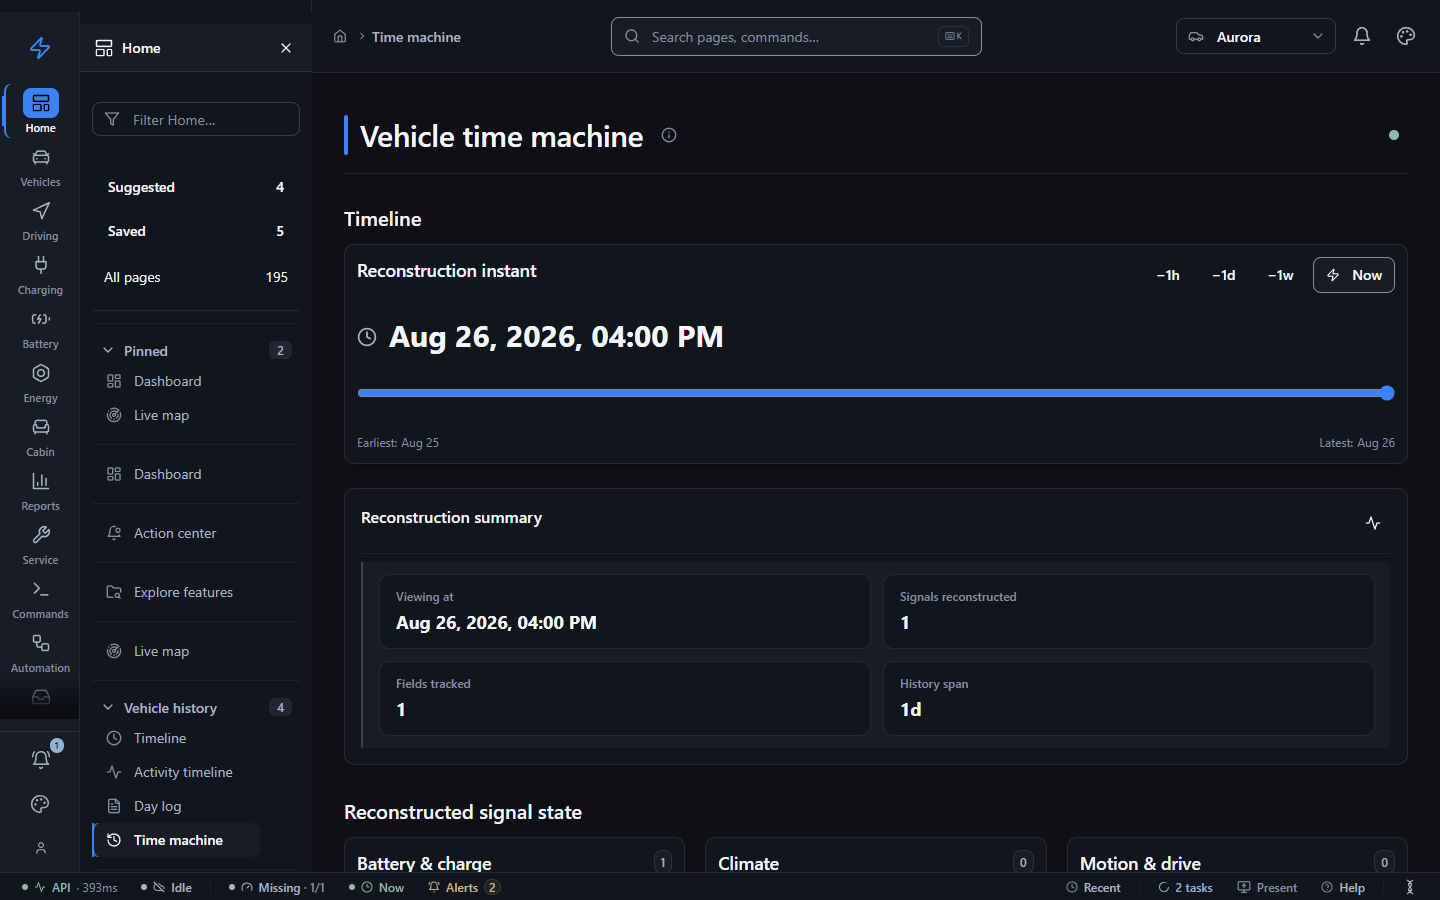 Home
Vehicles
Driving
Charging
Battery
Energy
Cabin
Reports
Service
Commands
Automation
1
Home
Filter Home...
Suggested 4
Saved 5
All pages 195
Pinned 2
Dashboard
Live map
Dashboard
Action center
Explore features
Live map
Vehicle history 4
Timeline
Activity timeline
Day log
Time machine
Time machine
Search pages, commands... K
Aurora
Vehicle time machine
Timeline
Reconstruction instant
−1h −1d −1w Now
Aug 26, 2026, 04:00 PM
Earliest: Aug 25 Latest: Aug 26
Reconstruction summary
Viewing at
Aug 26, 2026, 04:00 PM
Signals reconstructed
1
Fields tracked
1
History span
1d
Reconstructed signal state
Battery & charge 1
Climate 0
Motion & drive 0
API · 393ms Idle Missing · 1/1 Now Alerts 2 Recent 2 tasks Present Help